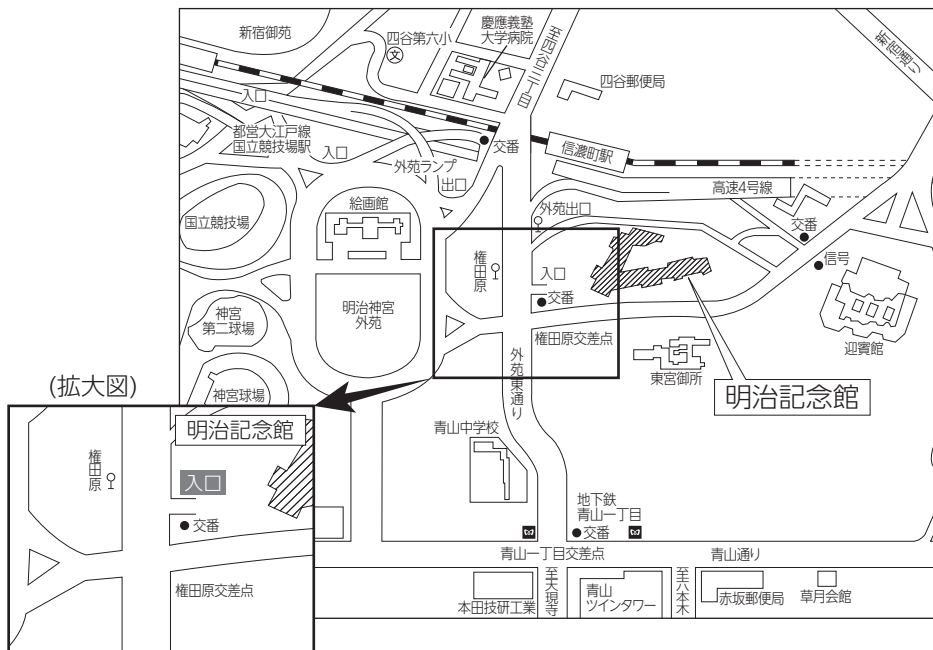 新宿御苑
四谷第六小
文
慶應義塾
大学病院
至四谷三丁目
四谷郵便局
新宿通り
入口
都営大江戸線
国立競技場駅
入口
外苑ランプ
出口
交番
信濃町駅
高速4号線
国立競技場
絵画館
外苑出口
交番
信号
権田原
入口
交番
神宮
第二球場
明治神宮
外苑
権田原交差点
迎賓館
東宮御所
外苑東通り
神宮球場
明治記念館
(拡大図)
明治記念館
権田原
入口
交番
権田原交差点
青山中学校
地下鉄
青山一丁目
交番
青山一丁目交差点
青山通り
本田技研工業
至天現寺
青山
ツインタワー
至六本木
赤坂郵便局
草月会館